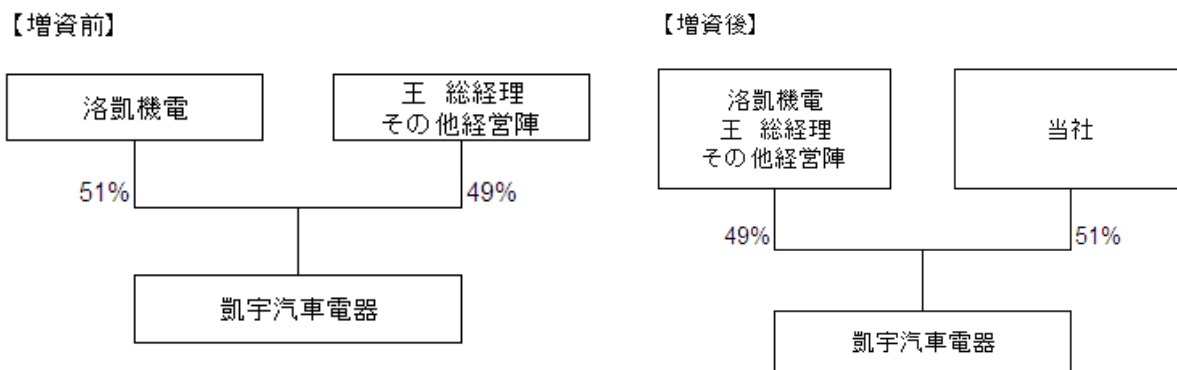 【増資前】
洛凱機電
王 総経理
その他経営陣
51%
49%
凱宇汽車電器
【増資後】
洛凱機電
王 総経理
その他経営陣
当社
49%
51%
凱宇汽車電器